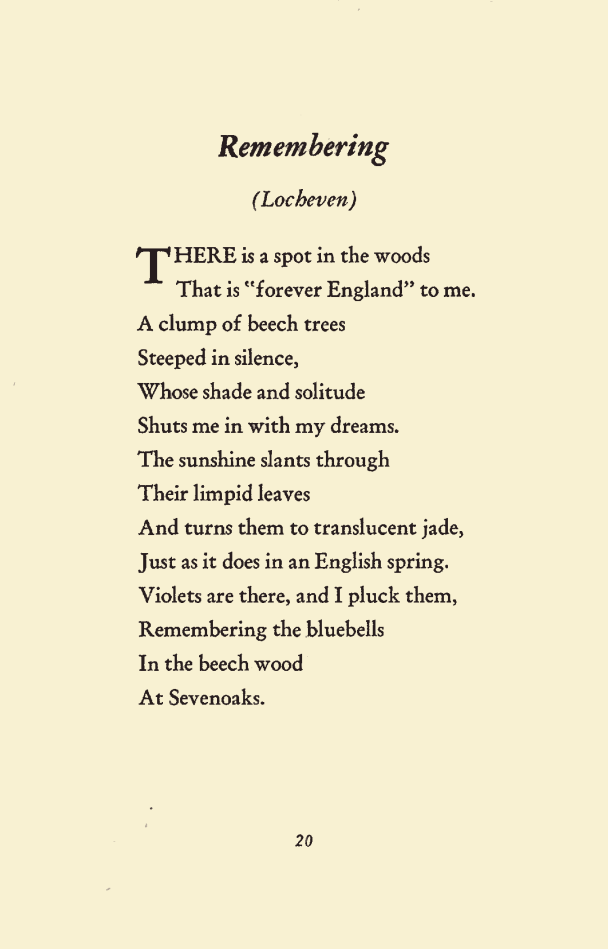 Remembering
(Locheven)
THERE is a spot in the woods
That is "forever England" to me.
A clump of beech trees
Steeped in silence,
Whose shade and solitude
Shuts me in with my dreams.
The sunshine slants through
Their limpid leaves
And turns them to translucent jade,
Just as it does in an English spring.
Violets are there, and I pluck them,
Remembering the bluebells
In the beech wood
At Sevenoaks.
20